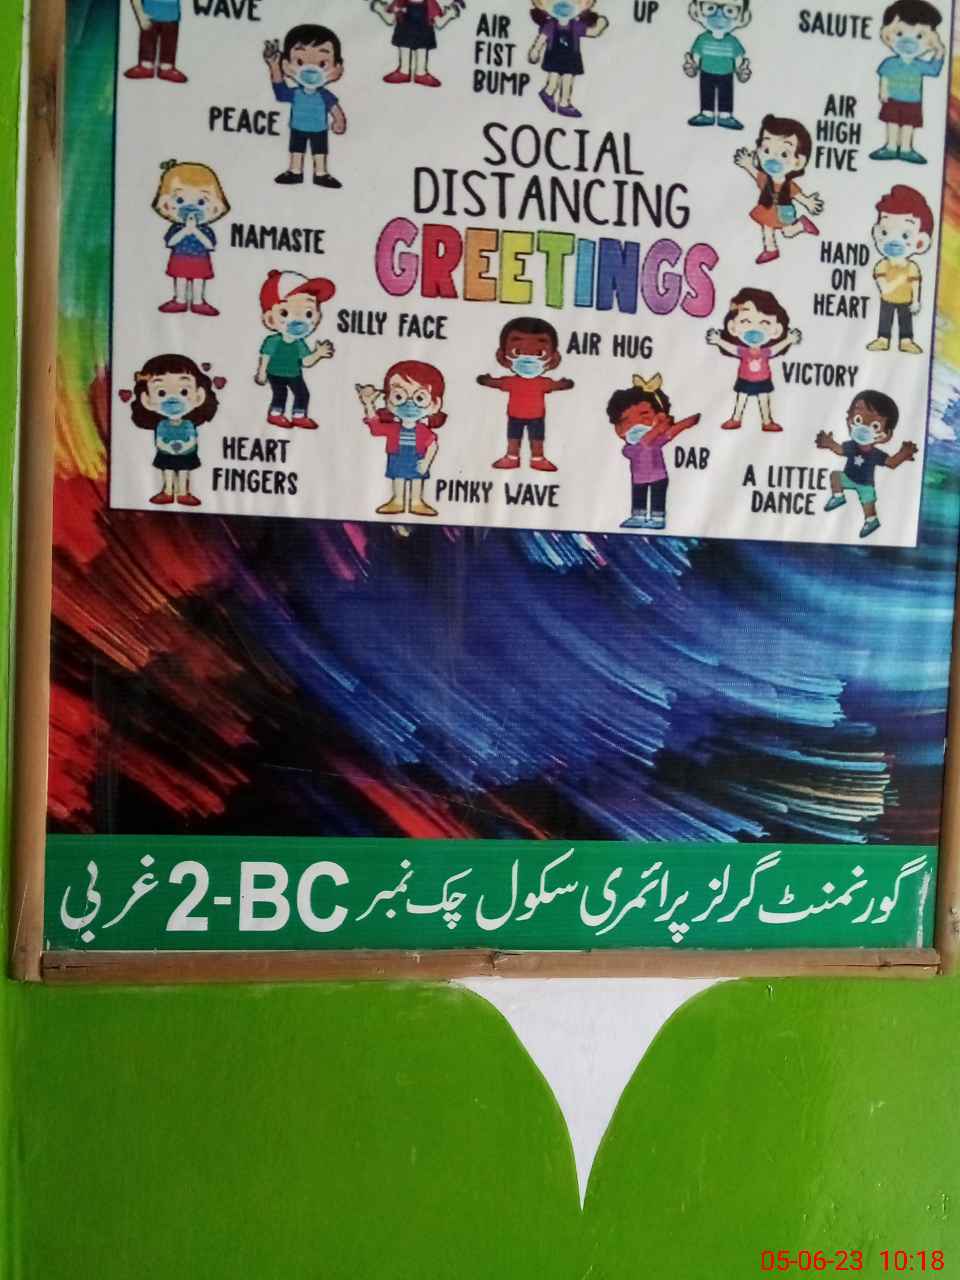 WAVE
AIR
FIST
BUMP
UP
SALUTE
PEACE
AIR
HIGH
FIVE
SOCIAL
DISTANCING
GREETINGS
NAMASTE
HAND
ON
HEART
SILLY FACE
AIR HUG
VICTORY
HEART
FINGERS
PINKY WAVE
DAB
A LITTLE
DANCE
گورنمنٹ گرلز پرائمری سکول چک نمبر 2-BC غربی
05-06-23 10:18